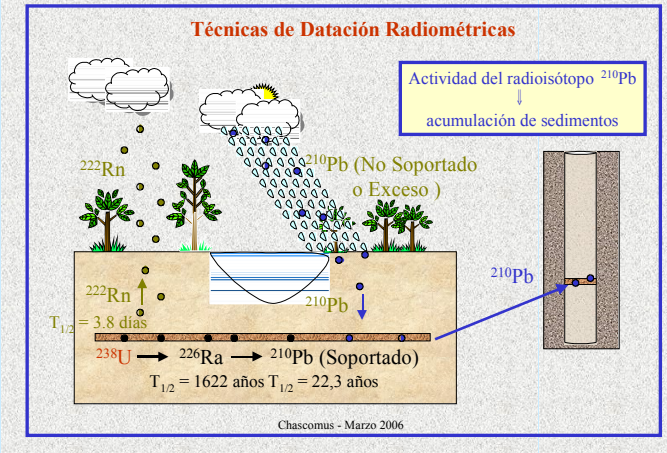 Técnicas de Datación Radiométricas
Actividad del radioisótopo ²¹⁰Pb
⇓
acumulación de sedimentos
²²²Rn
²¹⁰Pb (No Soportado
o Exceso )
²¹⁰Pb
²²²Rn
²¹⁰Pb
T₁/₂ = 3.8 días
²³⁸U → ²²⁶Ra → ²¹⁰Pb (Soportado)
T₁/₂ = 1622 años T₁/₂ = 22,3 años
Chascomus - Marzo 2006